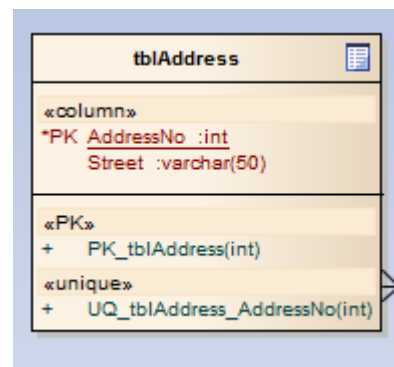 tblAddress
«column»
*PK AddressNo :int
Street :varchar(50)
«PK»
+ PK_tblAddress(int)
«unique»
+ UQ_tblAddress_AddressNo(int)